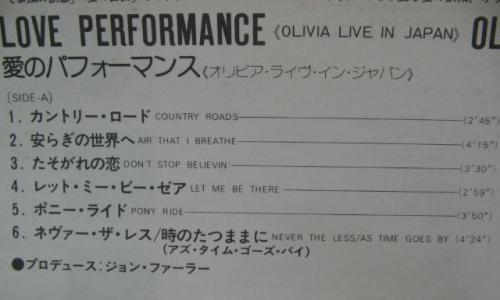 LOVE PERFORMANCE《OLIVIA LIVE IN JAPAN》 OL
愛のパフォーマンス《オリビア・ライヴ・イン・ジャパン》
(SIDE-A)
1. カントリー・ロード COUNTRY ROADS (2'45")
2. 安らぎの世界へ AIR THAT I BREATHE (4'15")
3. たそがれの恋 DON'T STOP BELIEVIN' (3'30")
4. レット・ミー・ビー・ゼア LET ME BE THERE (2'59")
5. ポニー・ライド PONY RIDE (3'50")
6. ネヴァー・ザ・レス/時のたつままに NEVER THE LESS/AS TIME GOES BY (4'24")
(アズ・タイム・ゴーズ・バイ)
●プロデュース:ジョン・ファーラー